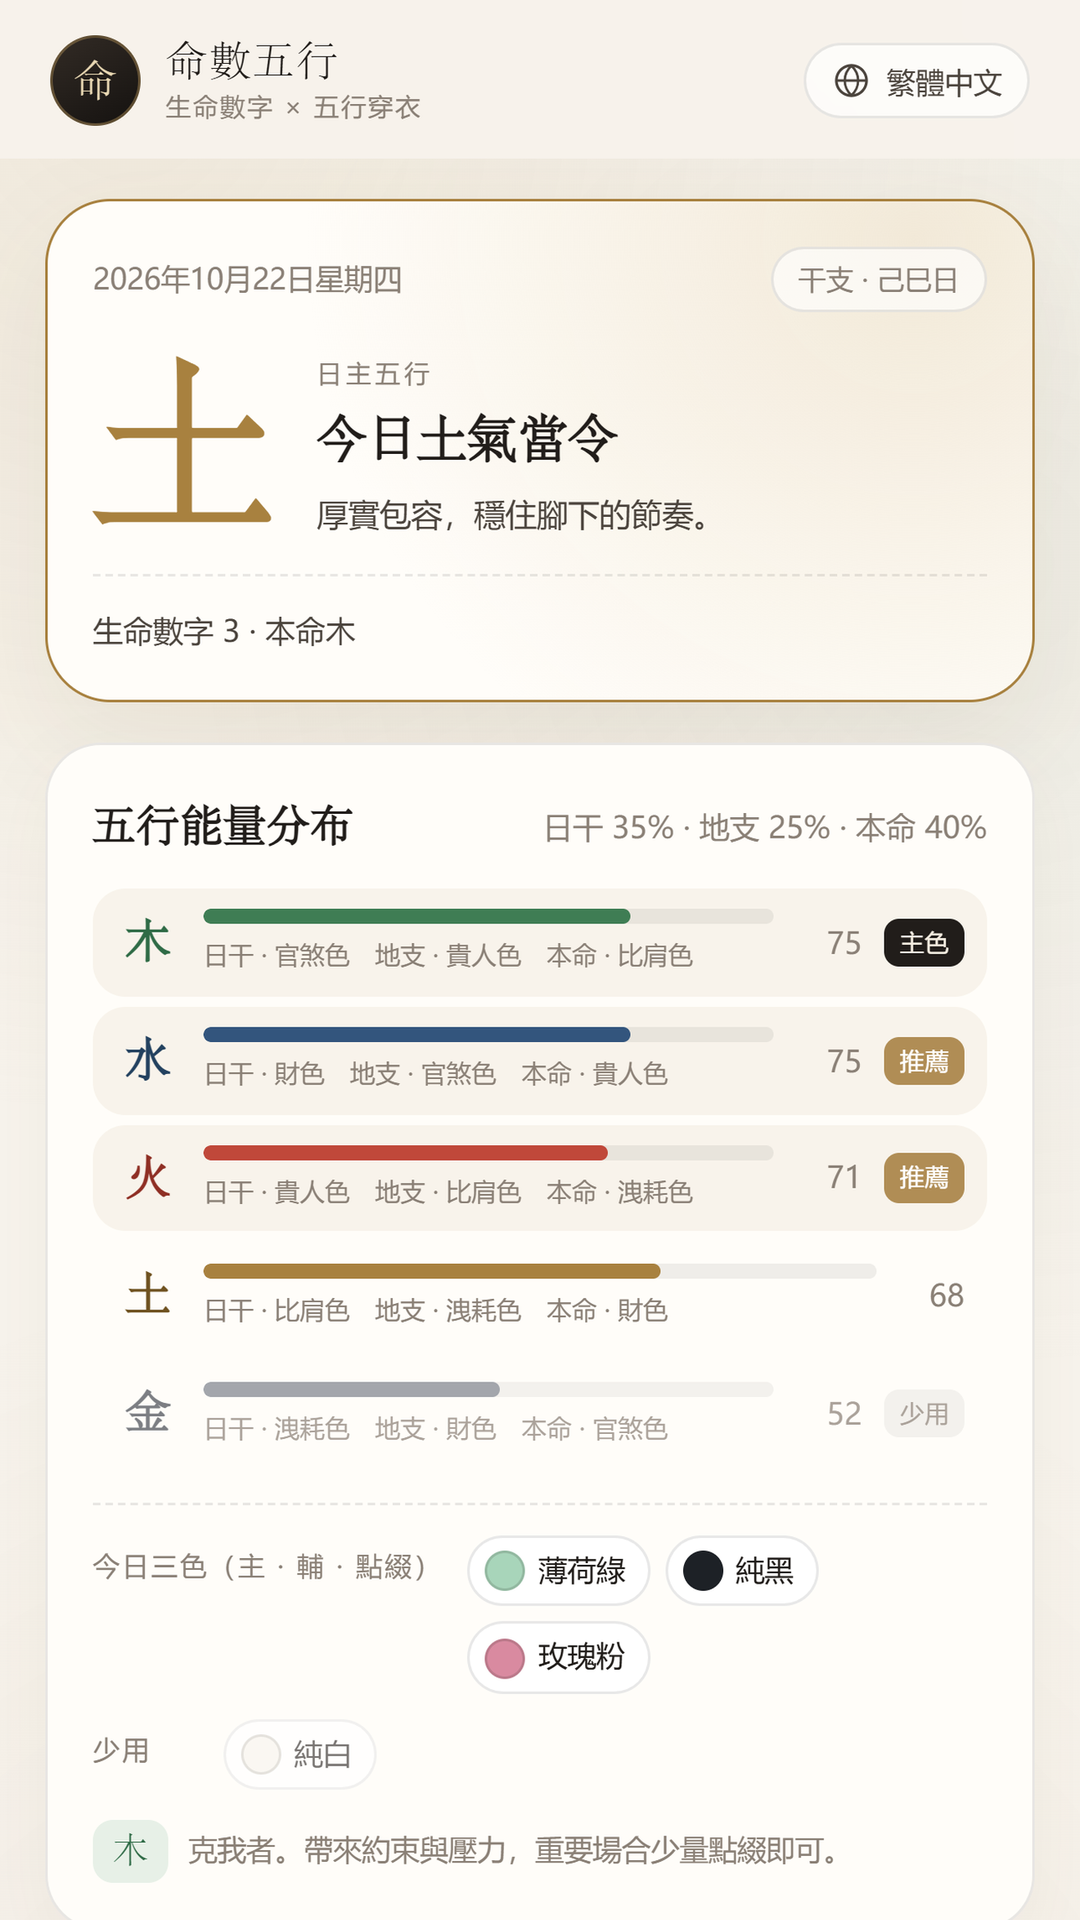 命
命數五行
生命數字 × 五行穿衣
繁體中文
2026年10月22日星期四
干支 · 己巳日
土
日主五行
今日土氣當令
厚實包容，穩住腳下的節奏。
生命數字 3 · 本命木
五行能量分布
日干 35% · 地支 25% · 本命 40%
木
日干 · 官煞色 地支 · 貴人色 本命 · 比肩色
75
主色
水
日干 · 財色 地支 · 官煞色 本命 · 貴人色
75
推薦
火
日干 · 貴人色 地支 · 比肩色 本命 · 洩耗色
71
推薦
土
日干 · 比肩色 地支 · 洩耗色 本命 · 財色
68
金
日干 · 洩耗色 地支 · 財色 本命 · 官煞色
52
少用
今日三色（主 · 輔 · 點綴）
薄荷綠
純黑
玫瑰粉
少用
純白
木
克我者。帶來約束與壓力，重要場合少量點綴即可。